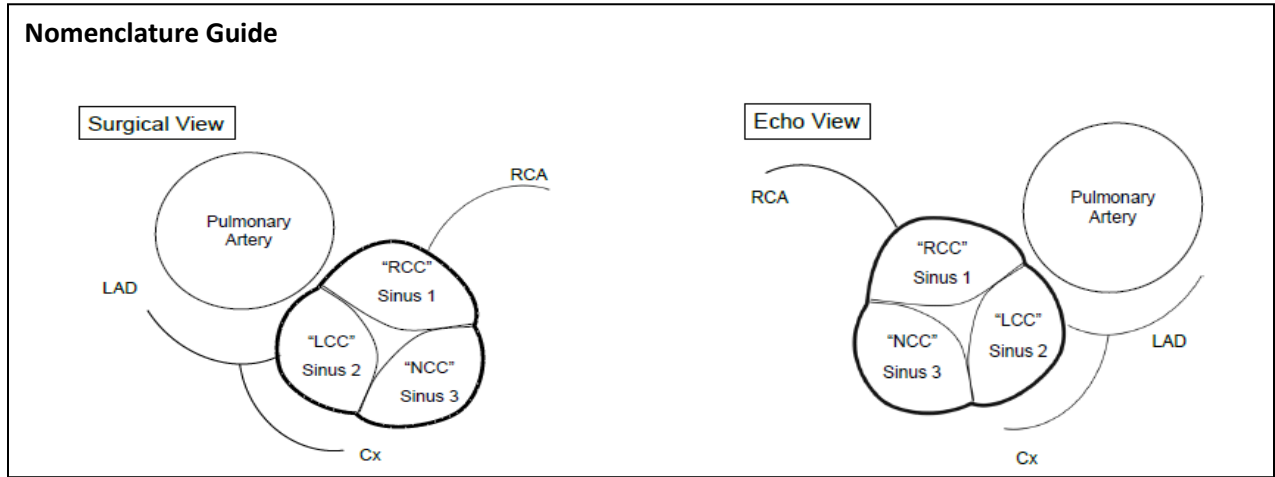 Nomenclature Guide
Surgical View
RCA
Pulmonary
Artery
“RCC”
Sinus 1
LAD
“LCC”
Sinus 2
“NCC”
Sinus 3
Cx
Echo View
RCA
Pulmonary
Artery
“RCC”
Sinus 1
“LCC”
Sinus 2
“NCC”
Sinus 3
LAD
Cx